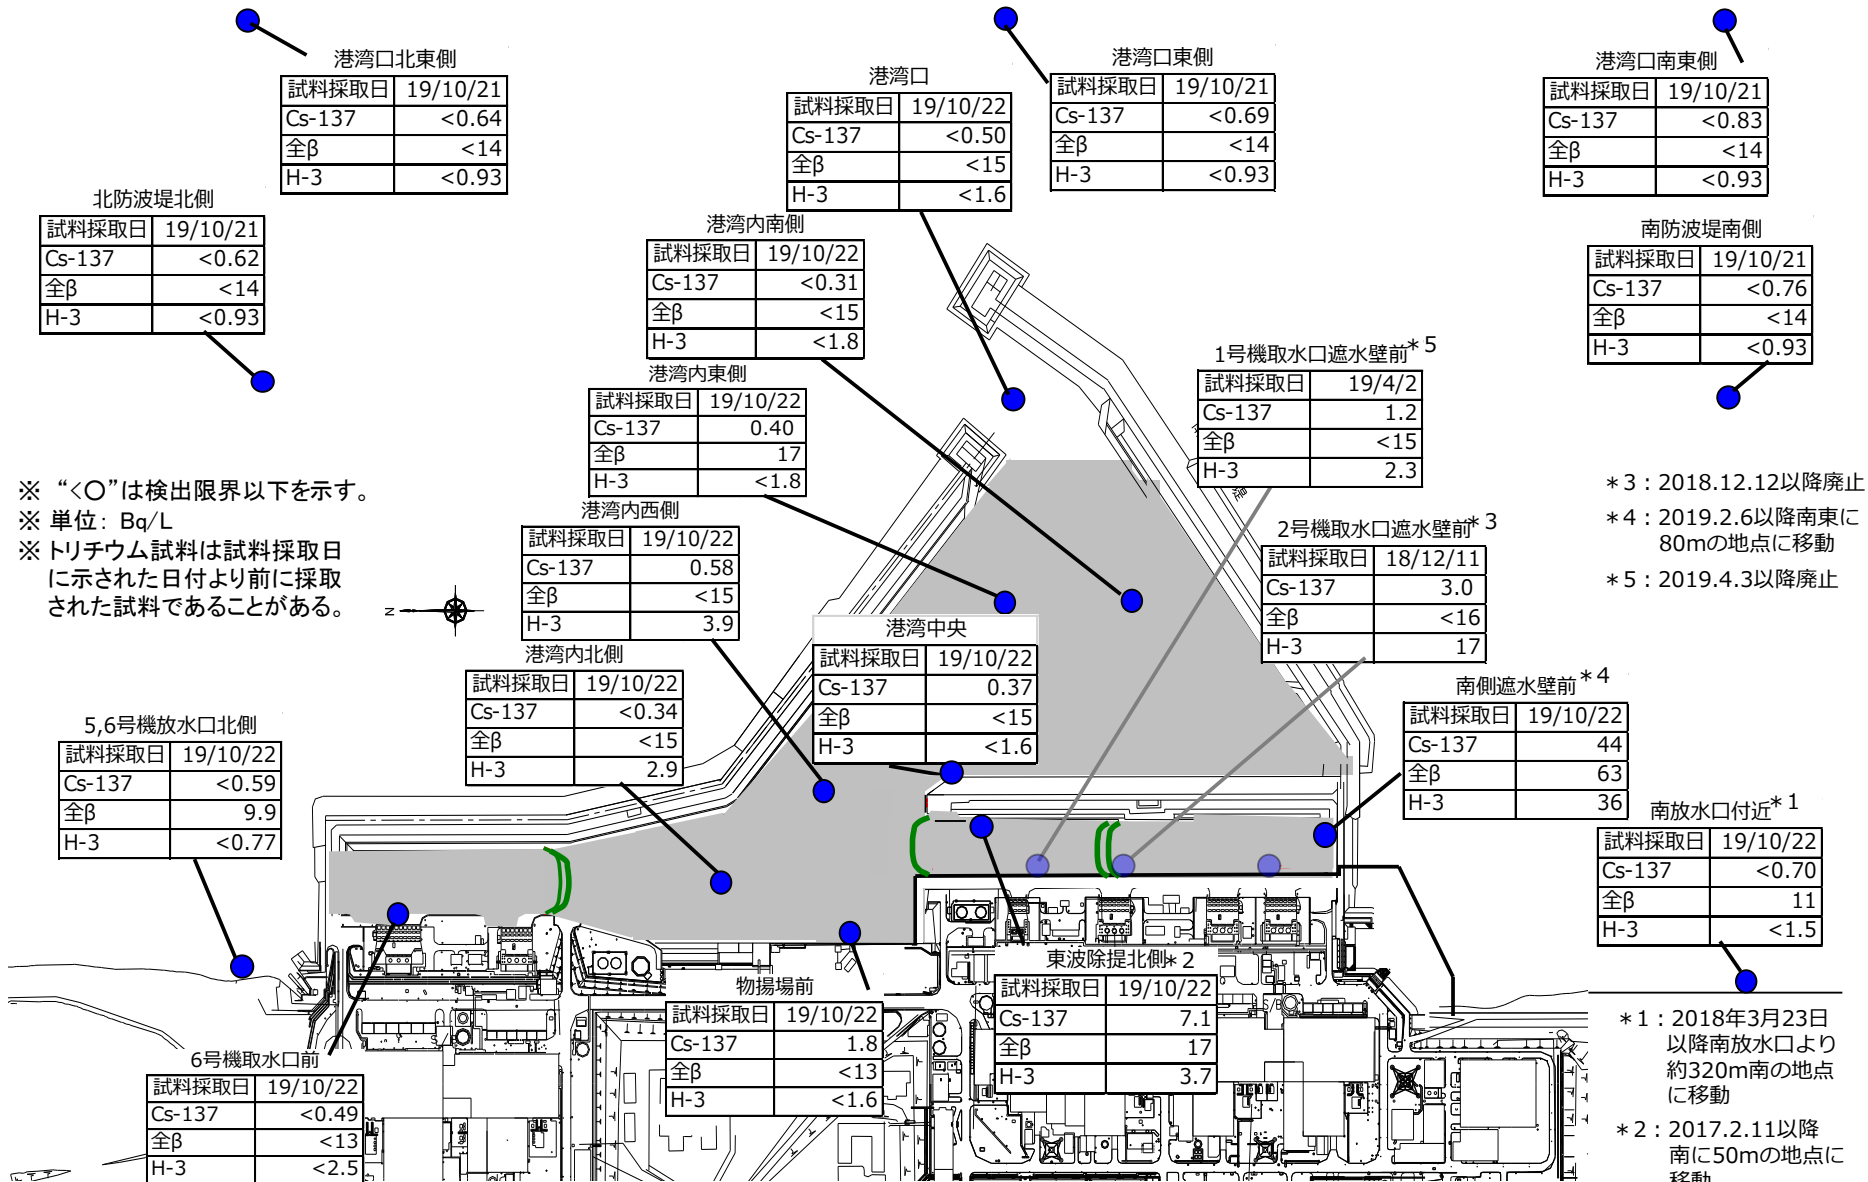 港湾口北東側
試料採取日 19/10/21
Cs-137 <0.64
全β <14
H-3 <0.93
港湾口
試料採取日 19/10/22
Cs-137 <0.50
全β <15
H-3 <1.6
港湾口東側
試料採取日 19/10/21
Cs-137 <0.69
全β <14
H-3 <0.93
港湾口南東側
試料採取日 19/10/21
Cs-137 <0.83
全β <14
H-3 <0.93
北防波堤北側
試料採取日 19/10/21
Cs-137 <0.62
全β <14
H-3 <0.93
港湾内南側
試料採取日 19/10/22
Cs-137 <0.31
全β <15
H-3 <1.8
南防波堤南側
試料採取日 19/10/21
Cs-137 <0.76
全β <14
H-3 <0.93
港湾内東側
試料採取日 19/10/22
Cs-137 0.40
全β 17
H-3 <1.8
1号機取水口遮水壁前＊5
試料採取日 19/4/2
Cs-137 1.2
全β <15
H-3 2.3
※ “<〇”は検出限界以下を示す。
※ 単位：Bq/L
※ トリチウム試料は試料採取日
に示された日付より前に採取
された試料であることがある。
N
港湾内西側
試料採取日 19/10/22
Cs-137 0.58
全β <15
H-3 3.9
堤
2号機取水口遮水壁前＊3
試料採取日 18/12/11
Cs-137 3.0
全β <16
H-3 17
＊3：2018.12.12以降廃止
＊4：2019.2.6以降南東に
80mの地点に移動
＊5：2019.4.3以降廃止
港湾内北側
試料採取日 19/10/22
Cs-137 <0.34
全β <15
H-3 2.9
港湾中央
試料採取日 19/10/22
Cs-137 0.37
全β <15
H-3 <1.6
南側遮水壁前＊4
試料採取日 19/10/22
Cs-137 44
全β 63
H-3 36
5,6号機放水口北側
試料採取日 19/10/22
Cs-137 <0.59
全β 9.9
H-3 <0.77
南放水口付近＊1
試料採取日 19/10/22
Cs-137 <0.70
全β 11
H-3 <1.5
6号機取水口前
試料採取日 19/10/22
Cs-137 <0.49
全β <13
H-3 <2.5
物揚場前
試料採取日 19/10/22
Cs-137 1.8
全β <13
H-3 <1.6
東波除堤北側＊2
試料採取日 19/10/22
Cs-137 7.1
全β 17
H-3 3.7
S/B
＊1：2018年3月23日
以降南放水口より
約320m南の地点
に移動
＊2：2017.2.11以降
南に50mの地点に
移動